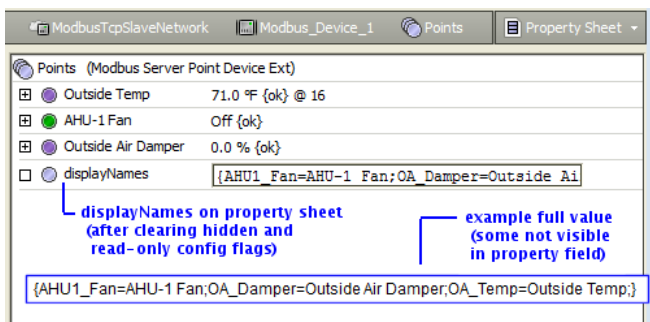 ModbusTcpSlaveNetwork Modbus_Device_1 Points Property Sheet
Points (Modbus Server Point Device Ext)
Outside Temp 71.0 °F {ok} @ 16
AHU-1 Fan Off {ok}
Outside Air Damper 0.0 % {ok}
displayNames {AHU1_Fan=AHU-1 Fan;OA_Damper=Outside Ai
displayNames on property sheet
(after clearing hidden and
read-only config flags)
example full value
(some not visible
in property field)
{AHU1_Fan=AHU-1 Fan;OA_Damper=Outside Air Damper;OA_Temp=Outside Temp;}